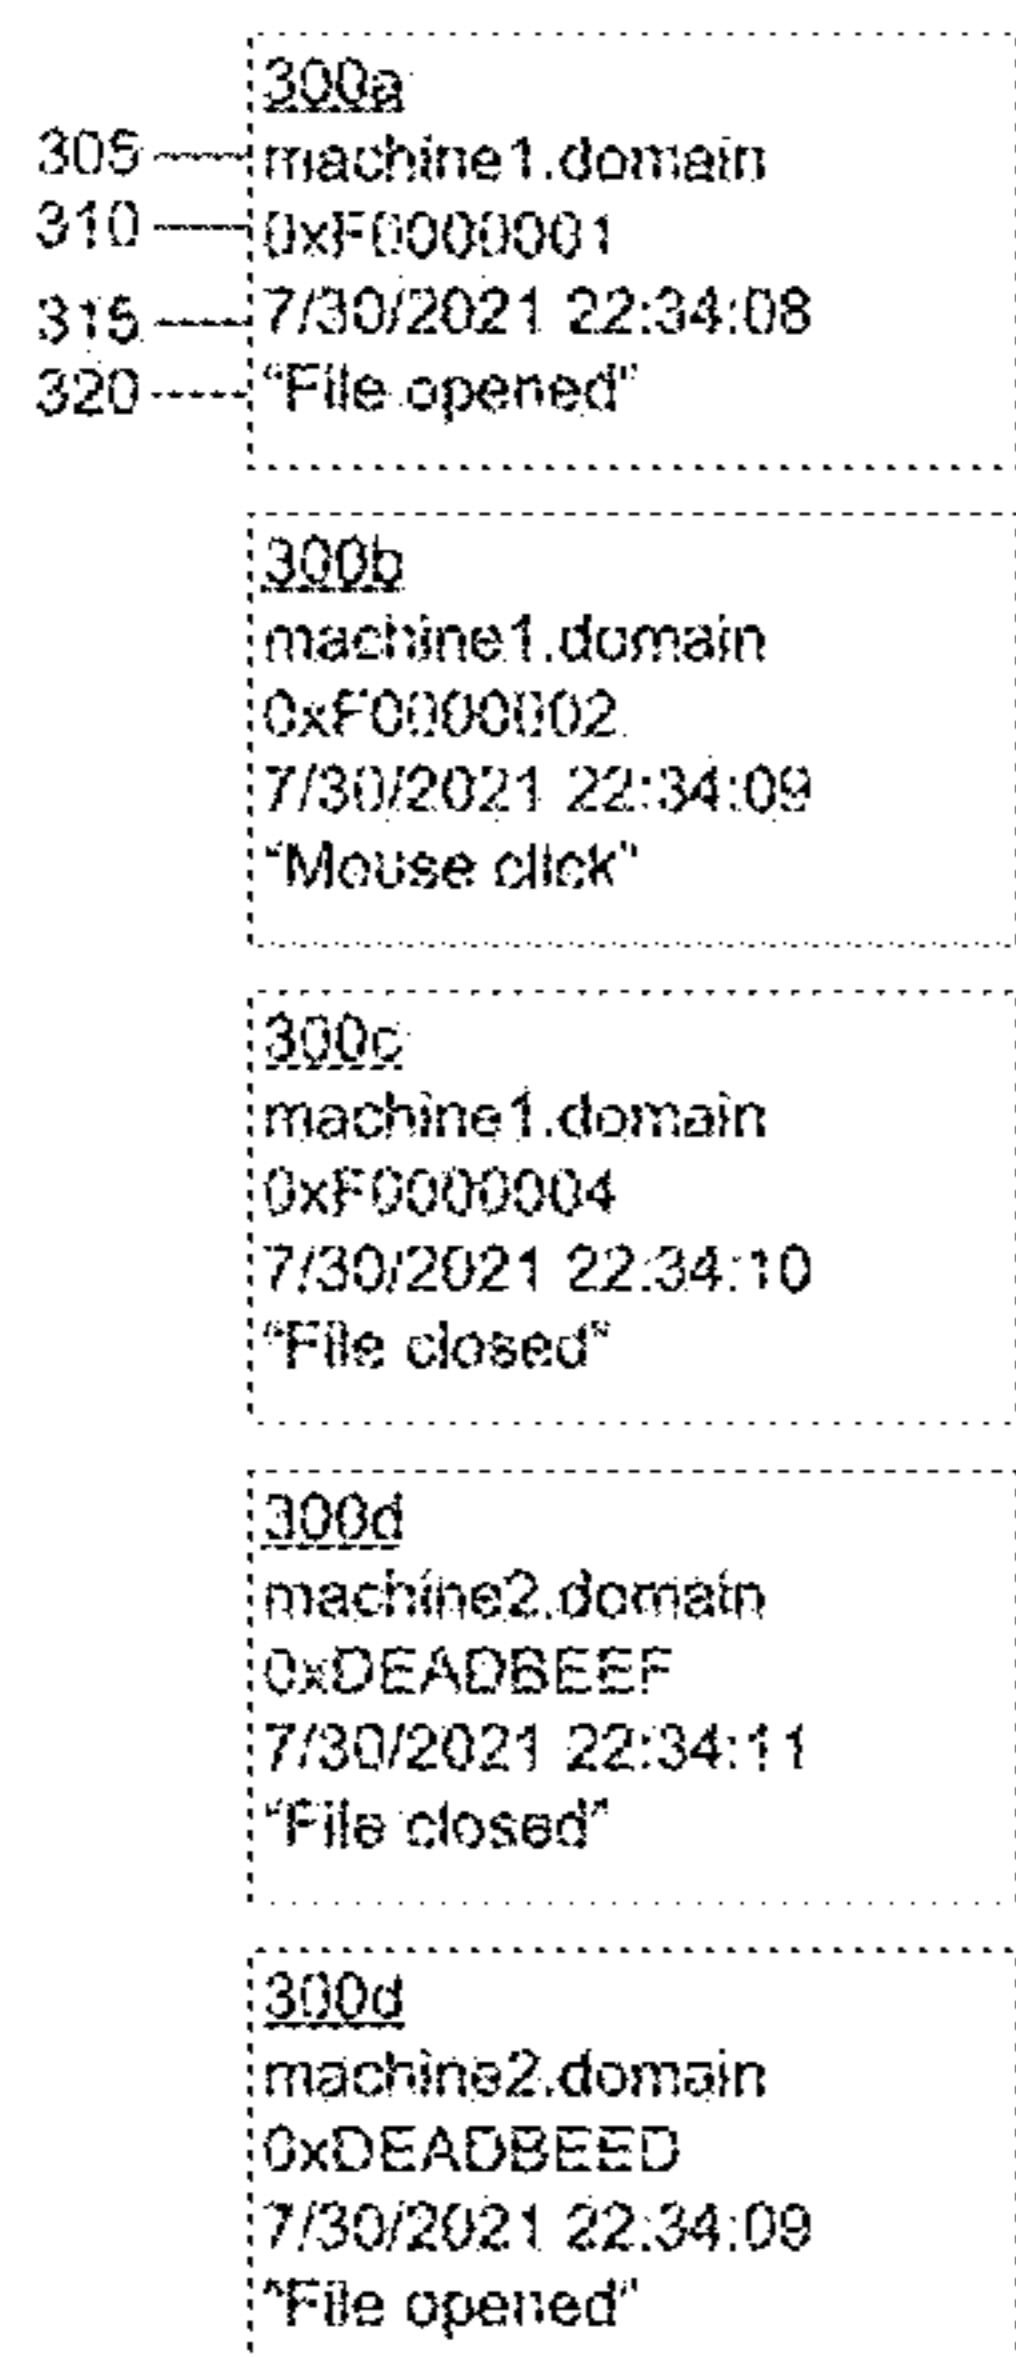 300a
305 machine1.domain
310 0xF0000001
315 7/30/2021 22:34:08
320 “File opened”
300b
machine1.domain
0xF0000002
7/30/2021 22:34:09
“Mouse click”
300c
machine1.domain
0xF0000004
7/30/2021 22:34:10
“File closed”
300d
machine2.domain
0xDEADBEEF
7/30/2021 22:34:11
“File closed”
300d
machine2.domain
0xDEADBEED
7/30/2021 22:34:09
“File opened”